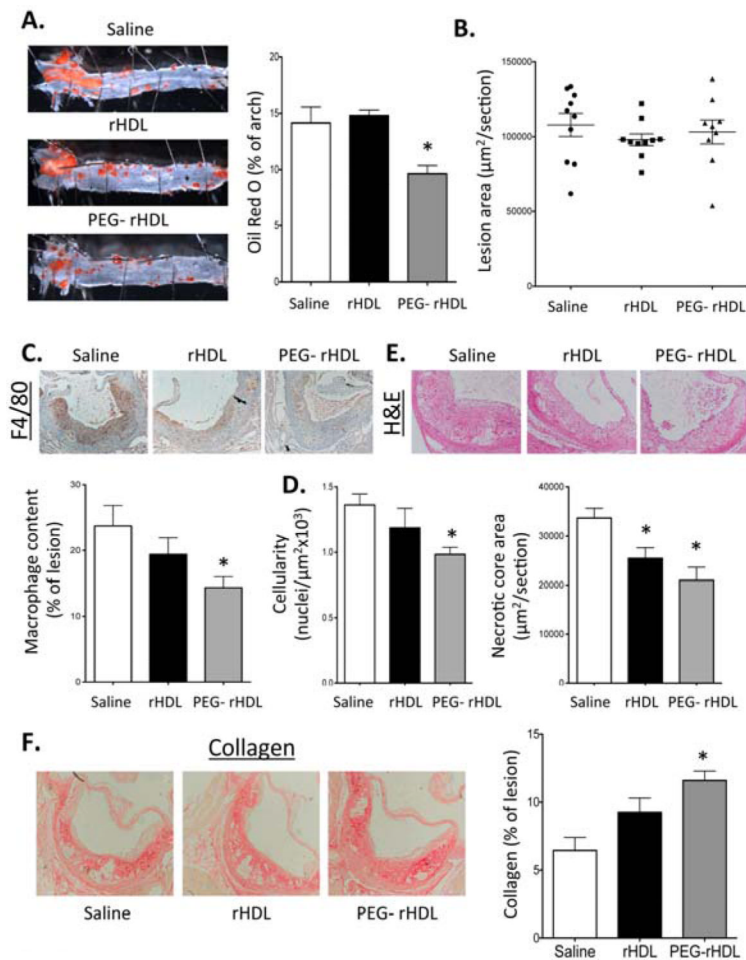 A.
Saline
rHDL
PEG- rHDL
Oil Red O (% of arch)
20
15
10
5
0
*
Saline rHDL PEG- rHDL
B.
Lesion area (µm²/section)
150000
100000
50000
Saline rHDL PEG- rHDL
C.
Saline rHDL PEG- rHDL
F4/80
Macrophage content
(% of lesion)
30
20
10
0
*
Saline rHDL PEG- rHDL
D.
Cellularity
(nuclei/µm²x10³)
1.5
1.0
0.5
0.0
*
Saline rHDL PEG- rHDL
E.
Saline rHDL PEG- rHDL
H&E
Necrotic core area
(µm²/section)
40000
30000
20000
10000
0
* *
Saline rHDL PEG- rHDL
F.
Collagen
Saline rHDL PEG- rHDL
Collagen (% of lesion)
15
10
5
0
*
Saline rHDL PEG-rHDL